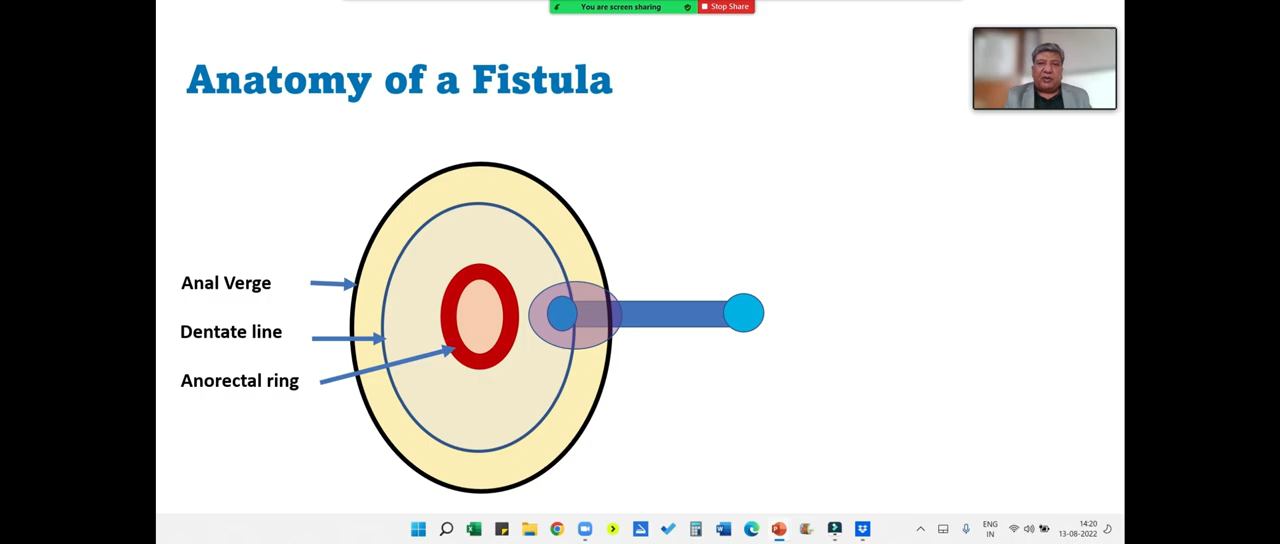 You are screen sharing
Stop Share
Anatomy of a Fistula
Anal Verge
Dentate line
Anorectal ring
ENG
IN
14:20
13-08-2022